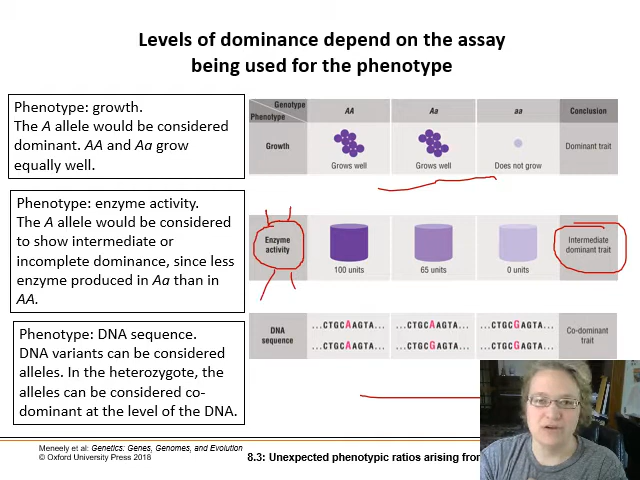 Levels of dominance depend on the assay
being used for the phenotype
Phenotype: growth.
The A allele would be considered
dominant. AA and Aa grow
equally well.
Phenotype: enzyme activity.
The A allele would be considered
to show intermediate or
incomplete dominance, since less
enzyme produced in Aa than in
AA.
Phenotype: DNA sequence.
DNA variants can be considered
alleles. In the heterozygote, the
alleles can be considered co-
dominant at the level of the DNA.
Genotype
Phenotype
AA
Aa
aa
Conclusion
Growth
Grows well
Grows well
Does not grow
Dominant trait
Enzyme
activity
100 units
65 units
0 units
Intermediate
dominant trait
DNA
sequence
...CTGCAAGTA...
...CTGCAAGTA...
...CTGCAAGTA...
...CTGCGAGTA...
...CTGCGAGTA...
...CTGCGAGTA...
Co-dominant
trait
Meneely et al: Genetics: Genes, Genomes, and Evolution
© Oxford University Press 2018
8.3: Unexpected phenotypic ratios arising from